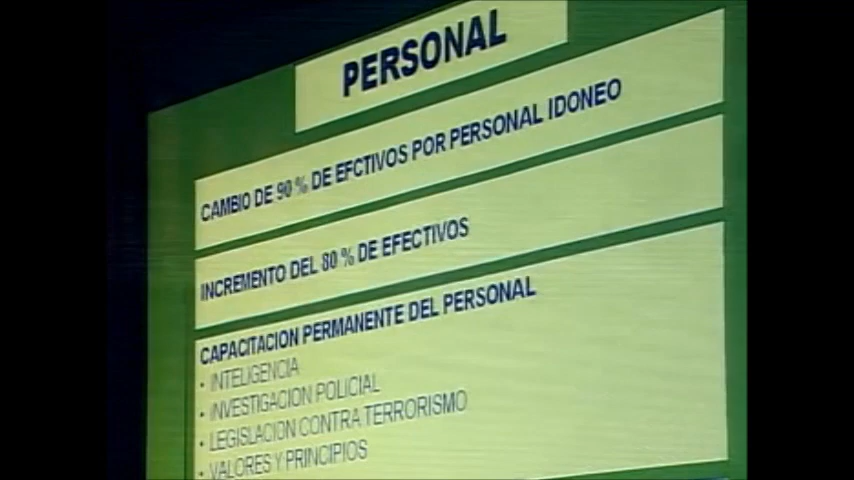 PERSONAL
CAMBIO DE 90 % DE EFCTIVOS POR PERSONAL IDONEO
INCREMENTO DEL 80 % DE EFECTIVOS
CAPACITACION PERMANENTE DEL PERSONAL
• INTELIGENCIA
• INVESTIGACION POLICIAL
• LEGISLACION CONTRA TERRORISMO
• VALORES Y PRINCIPIOS